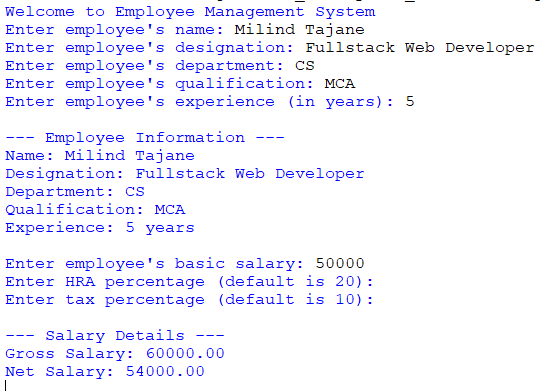 Welcome to Employee Management System
Enter employee's name: Milind Tajane
Enter employee's designation: Fullstack Web Developer
Enter employee's department: CS
Enter employee's qualification: MCA
Enter employee's experience (in years): 5
--- Employee Information ---
Name: Milind Tajane
Designation: Fullstack Web Developer
Department: CS
Qualification: MCA
Experience: 5 years
Enter employee's basic salary: 50000
Enter HRA percentage (default is 20):
Enter tax percentage (default is 10):
--- Salary Details ---
Gross Salary: 60000.00
Net Salary: 54000.00